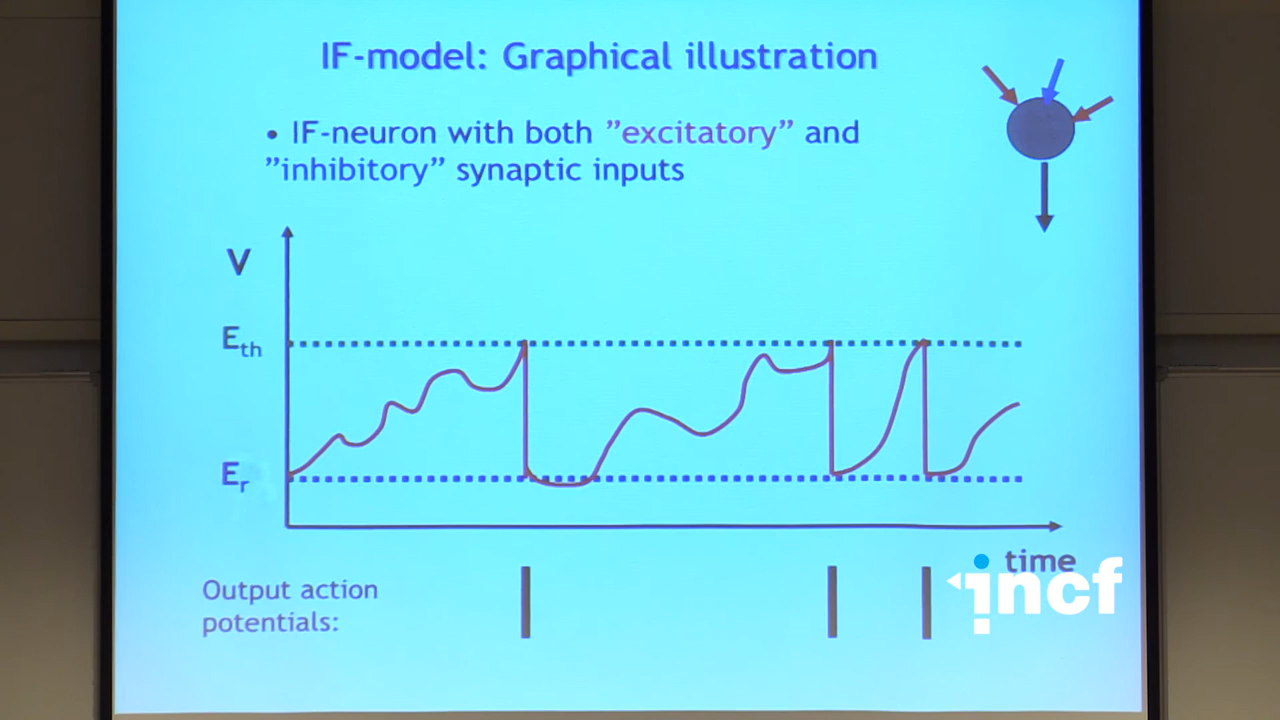 IF-model: Graphical illustration
• IF-neuron with both ”excitatory” and
”inhibitory” synaptic inputs
V
Eth
Er
time
incf
Output action
potentials: